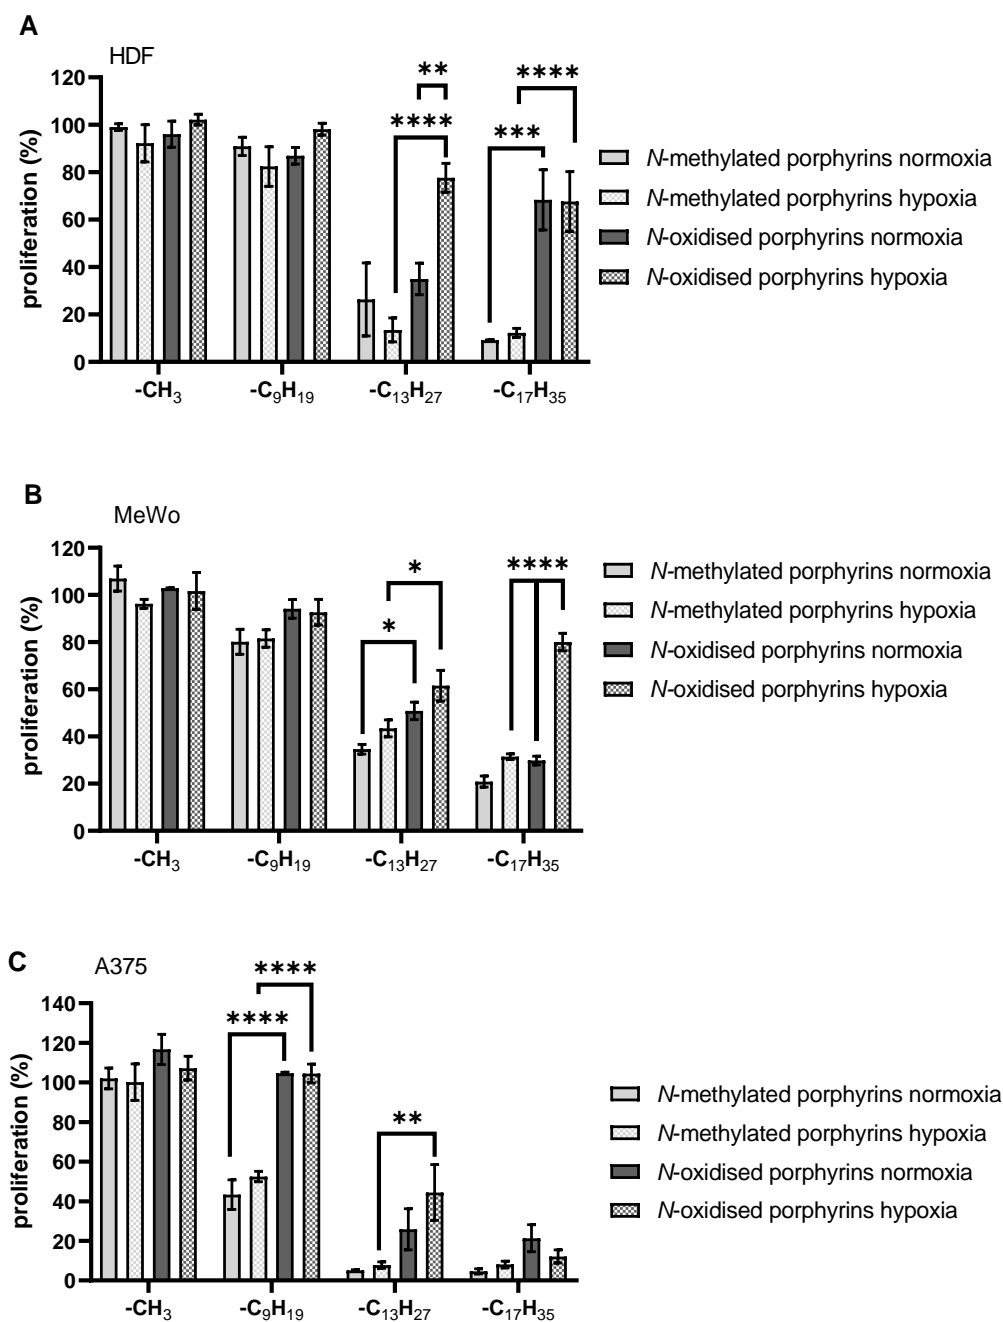 A
HDF
120
100
80
60
40
20
0
proliferation (%)
**
****
***
****
-CH₃
-C₉H₁₉
-C₁₃H₂₇
-C₁₇H₃₅
N-methylated porphyrins normoxia
N-methylated porphyrins hypoxia
N-oxidised porphyrins normoxia
N-oxidised porphyrins hypoxia
B
MeWo
120
100
80
60
40
20
0
proliferation (%)
*
*
****
-CH₃
-C₉H₁₉
-C₁₃H₂₇
-C₁₇H₃₅
N-methylated porphyrins normoxia
N-methylated porphyrins hypoxia
N-oxidised porphyrins normoxia
N-oxidised porphyrins hypoxia
C
A375
140
120
100
80
60
40
20
0
proliferation (%)
****
****
**
-CH₃
-C₉H₁₉
-C₁₃H₂₇
-C₁₇H₃₅
N-methylated porphyrins normoxia
N-methylated porphyrins hypoxia
N-oxidised porphyrins normoxia
N-oxidised porphyrins hypoxia